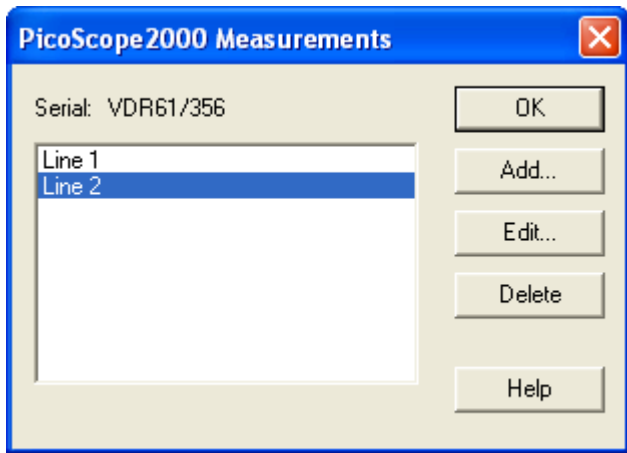 PicoScope2000 Measurements
Serial: VDR61/356
OK
Line 1
Line 2
Add...
Edit...
Delete
Help